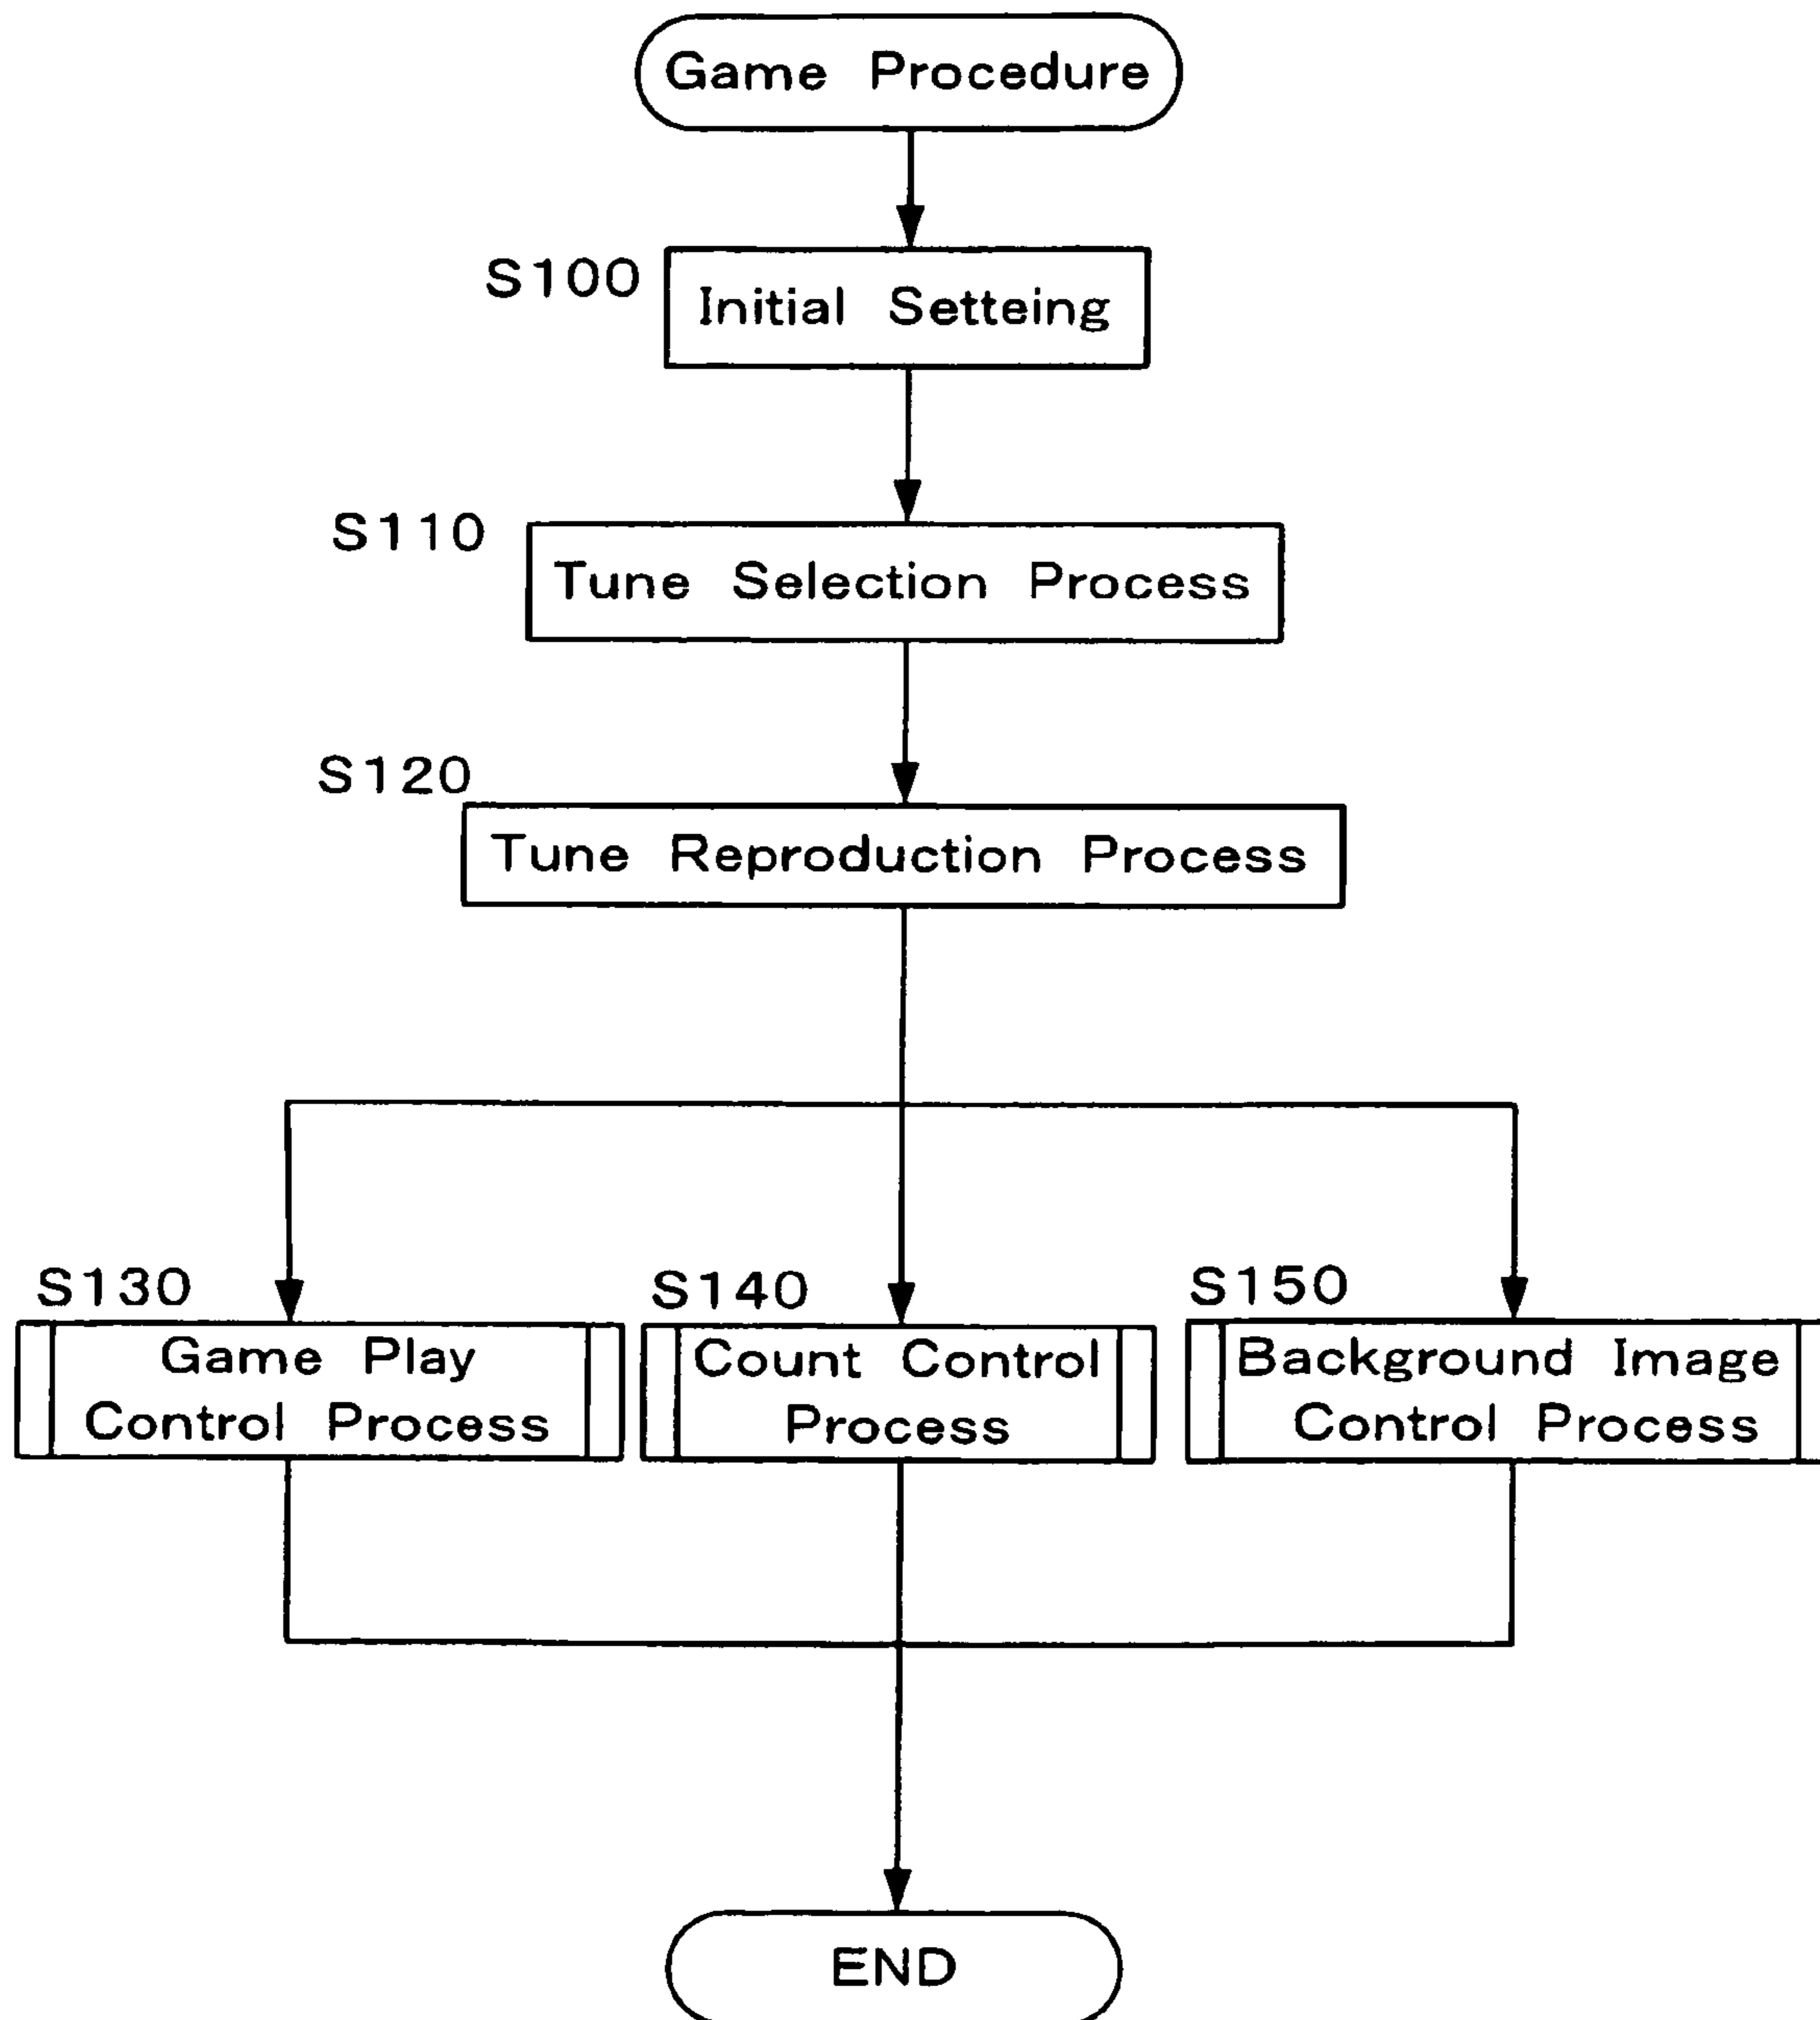 Game Procedure
S100
Initial Setteing
S110
Tune Selection Process
S120
Tune Reproduction Process
S130
Game Play
Control Process
S140
Count Control
Process
S150
Background Image
Control Process
END